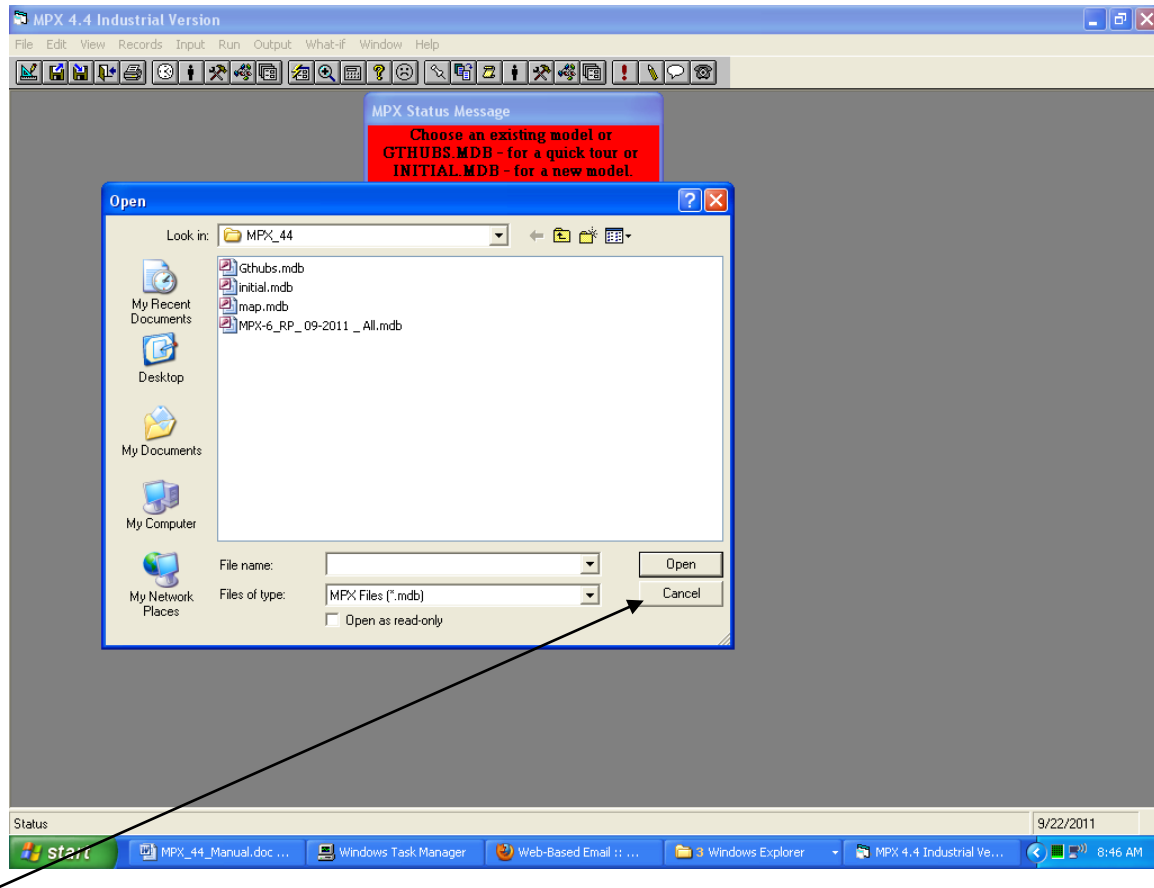 MPX 4.4 Industrial Version
File Edit View Records Input Run Output What-if Window Help
MPX Status Message
Choose an existing model or
GTHUBS.MDB - for a quick tour or
INITIAL.MDB - for a new model.
Open
Look in: MPX_44
Gthubs.mdb
initial.mdb
map.mdb
MPX-6_RP_ 09-2011 _ All.mdb
My Recent
Documents
Desktop
My Documents
My Computer
My Network
Places
File name:
Open
Files of type: MPX Files (*.mdb)
Cancel
Open as read-only
Status
9/22/2011
start
MPX_44_Manual.doc ...
Windows Task Manager
Web-Based Email :: ...
3 Windows Explorer
MPX 4.4 Industrial Ve...
8:46 AM